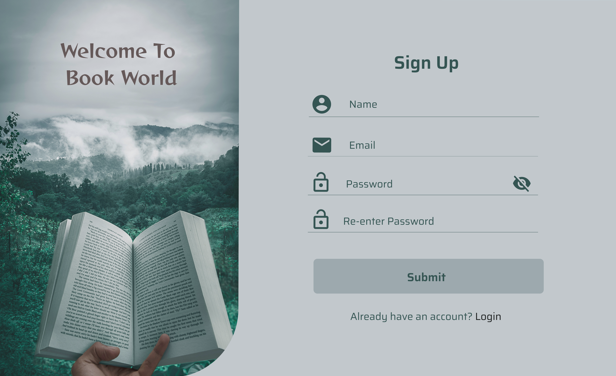 Welcome To
Book World
Sign Up
Name
Email
Password
Re-enter Password
Submit
Already have an account? Login